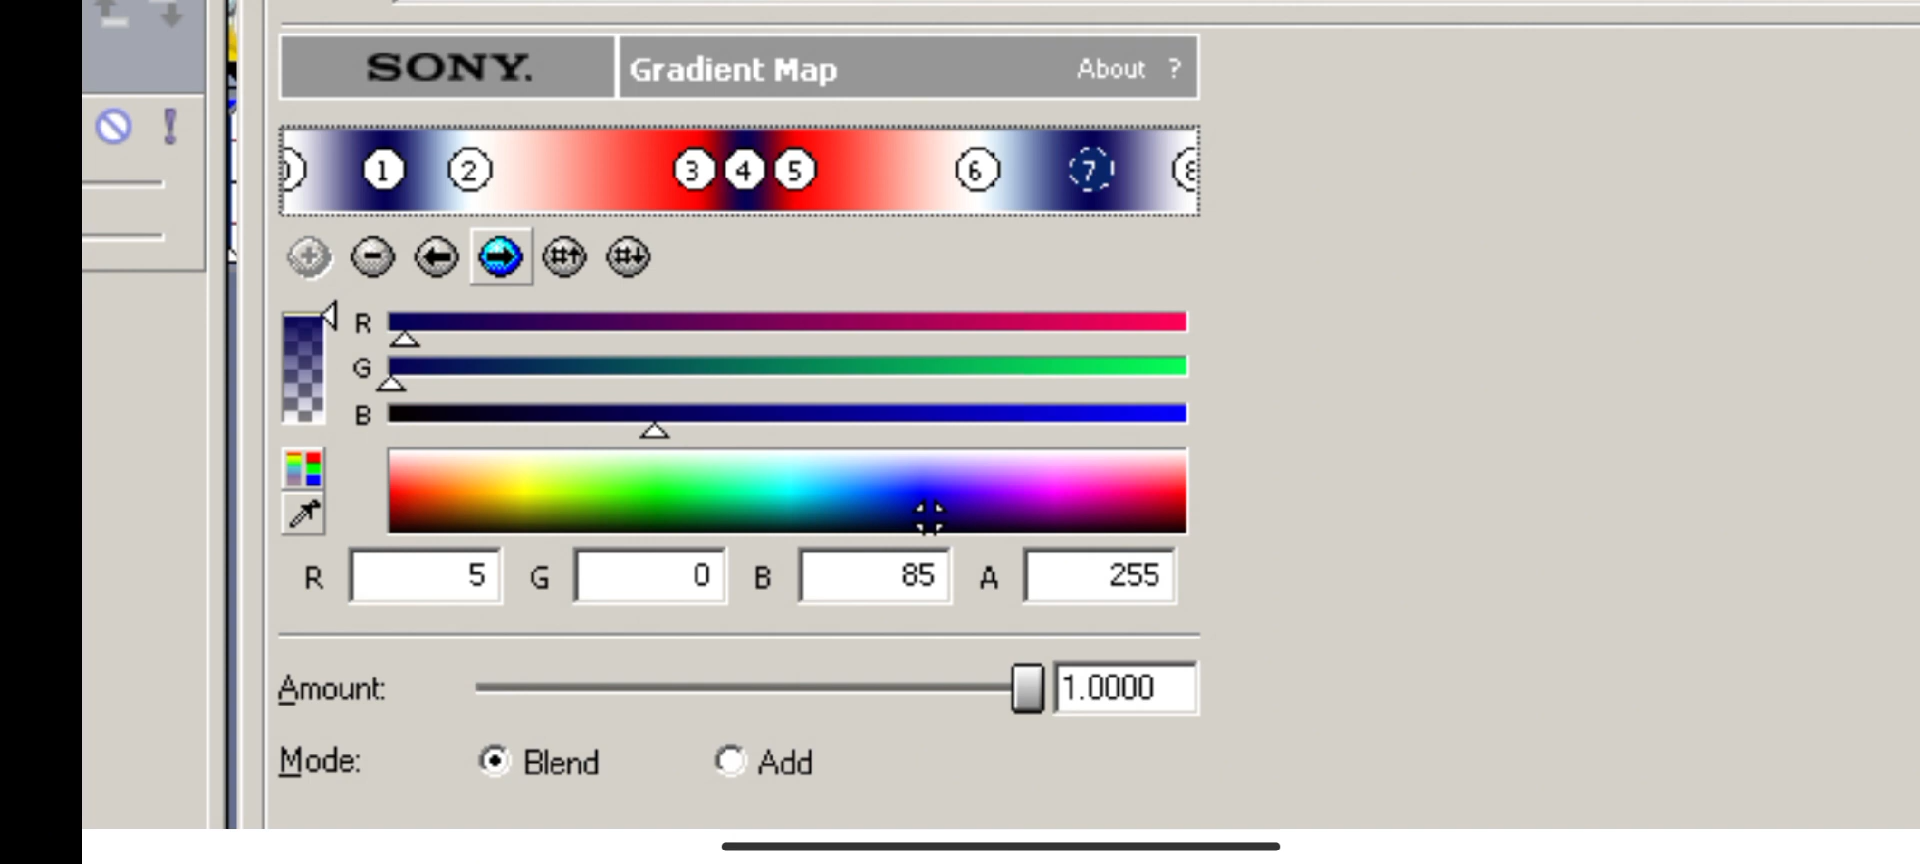 SONY. Gradient Map About ?
1 2 3 4 5 6 7
R
G
B
R 5 G 0 B 85 A 255
Amount: 1.0000
Mode: Blend Add